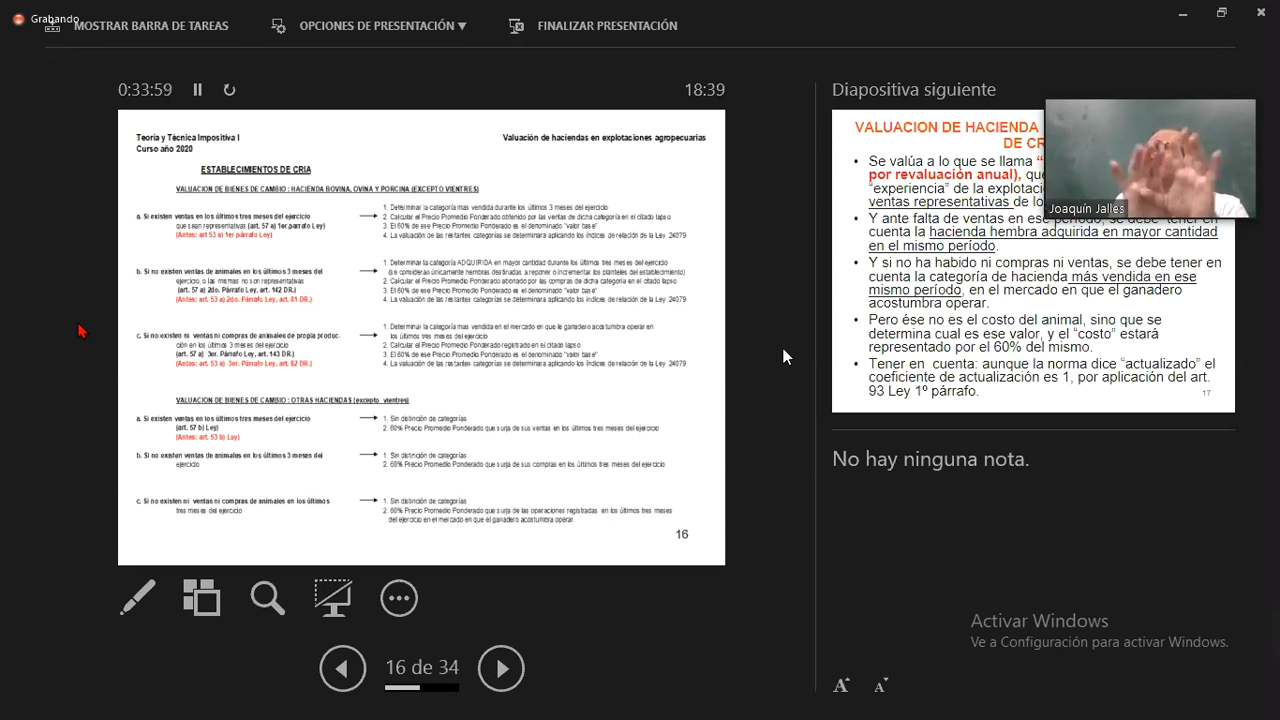 Grabando
MOSTRAR BARRA DE TAREAS
OPCIONES DE PRESENTACIÓN ▼
FINALIZAR PRESENTACIÓN
0:33:59
18:39
Teoría y Técnica Impositiva I
Valuación de haciendas en explotaciones agropecuarias
Curso año 2020
ESTABLECIMIENTOS DE CRIA
VALUACION DE BIENES DE CAMBIO : HACIENDA BOVINA, OVINA Y PORCINA (EXCEPTO VIENTRES)
a. Si existen ventas en los últimos tres meses del ejercicio
que sean representativas (art. 57 a) 1er.parrafo Ley)
(Antes: art 53 a) 1er párrafo Ley)
1. Determinar la categoría mas vendida durante los últimos 3 meses del ejercicio
2. Calcular el Precio Promedio Ponderado obtenido por las ventas de dicha categoría en el citado lapso
3. El 60% de ese Precio Promedio Ponderado es el denominado "valor base"
4. La valuación de las restantes categorías se determinara aplicando los índices de relación de la Ley 24079
b. Si no existen ventas de animales en los últimos 3 meses del
ejercicio, o las mismas no son representativas
(art. 57 a) 2do. Párrafo Ley, art. 142 DR.)
(Antes: art. 53 a) 2do. Párrafo Ley, art. 81 DR.)
1. Determinar la categoría ADQUIRIDA en mayor cantidad durante los últimos tres meses del ejercicio
(se consideran únicamente hembras destinadas a reponer o incrementar los planteles del establecimiento)
2. Calcular el Precio Promedio Ponderado abonado por las compras de dicha categoría en el citado lapso
3. El 60% de ese Precio Promedio Ponderado es el denominado "valor base"
4. La valuación de las restantes categorías se determinara aplicando los índices de relación de la Ley 24079
c. Si no existen ni ventas ni compras de animales de propia produc-
ción en los últimos 3 meses del ejercicio
(art. 57 a) 3er. Párrafo Ley, art. 143 DR.)
(Antes: art. 53 a) 3er. Párrafo Ley, art. 82 DR.)
1. Determinar la categoría mas vendida en el mercado en que le ganadero acostumbra operar en
los últimos tres meses del ejercicio
2. Calcular el Precio Promedio Ponderado registrado en el citado lapso
3. El 60% de ese Precio Promedio Ponderado es el denominado "valor base"
4. La valuación de las restantes categorías se determinara aplicando los índices de relación de la Ley 24079
VALUACION DE BIENES DE CAMBIO : OTRAS HACIENDAS (excepto vientres)
a. Si existen ventas en los últimos tres meses del ejercicio
(art. 57 b) Ley)
(Antes: art. 53 b) Ley)
1. Sin distinción de categorías
2. 60% Precio Promedio Ponderado que surja de sus ventas en los últimos tres meses del ejercicio
b. Si no existen ventas de animales en los últimos 3 meses del
ejercicio
1. Sin distinción de categorías
2. 60% Precio Promedio Ponderado que surja de sus compras en los últimos tres meses del ejercicio
c. Si no existen ni ventas ni compras de animales en los últimos
tres meses del ejercicio
1. Sin distinción de categorías
2. 60% Precio Promedio Ponderado que surja de las operaciones registradas en los últimos tres meses
del ejercicio en el mercado en que el ganadero acostumbra operar.
16
16 de 34
Diapositiva siguiente
VALUACION DE HACIENDA
DE CR
• Se valúa a lo que se llama "
por revaluación anual), qu
"experiencia" de la explota
ventas representativas de lo
Joaquín Jalles
• Y ante falta de ventas en ese período, se debe tener en
cuenta la hacienda hembra adquirida en mayor cantidad
en el mismo período.
• Y si no ha habido ni compras ni ventas, se debe tener en
cuenta la categoría de hacienda más vendida en ese
mismo período, en el mercado en que el ganadero
acostumbra operar.
• Pero ése no es el costo del animal, sino que se
determina cual es ese valor, y el "costo" estará
representado por el 60% del mismo.
• Tener en cuenta: aunque la norma dice "actualizado" el
coeficiente de actualización es 1, por aplicación del art.
93 Ley 1º párrafo.
17
No hay ninguna nota.
Activar Windows
Ve a Configuración para activar Windows.
A A